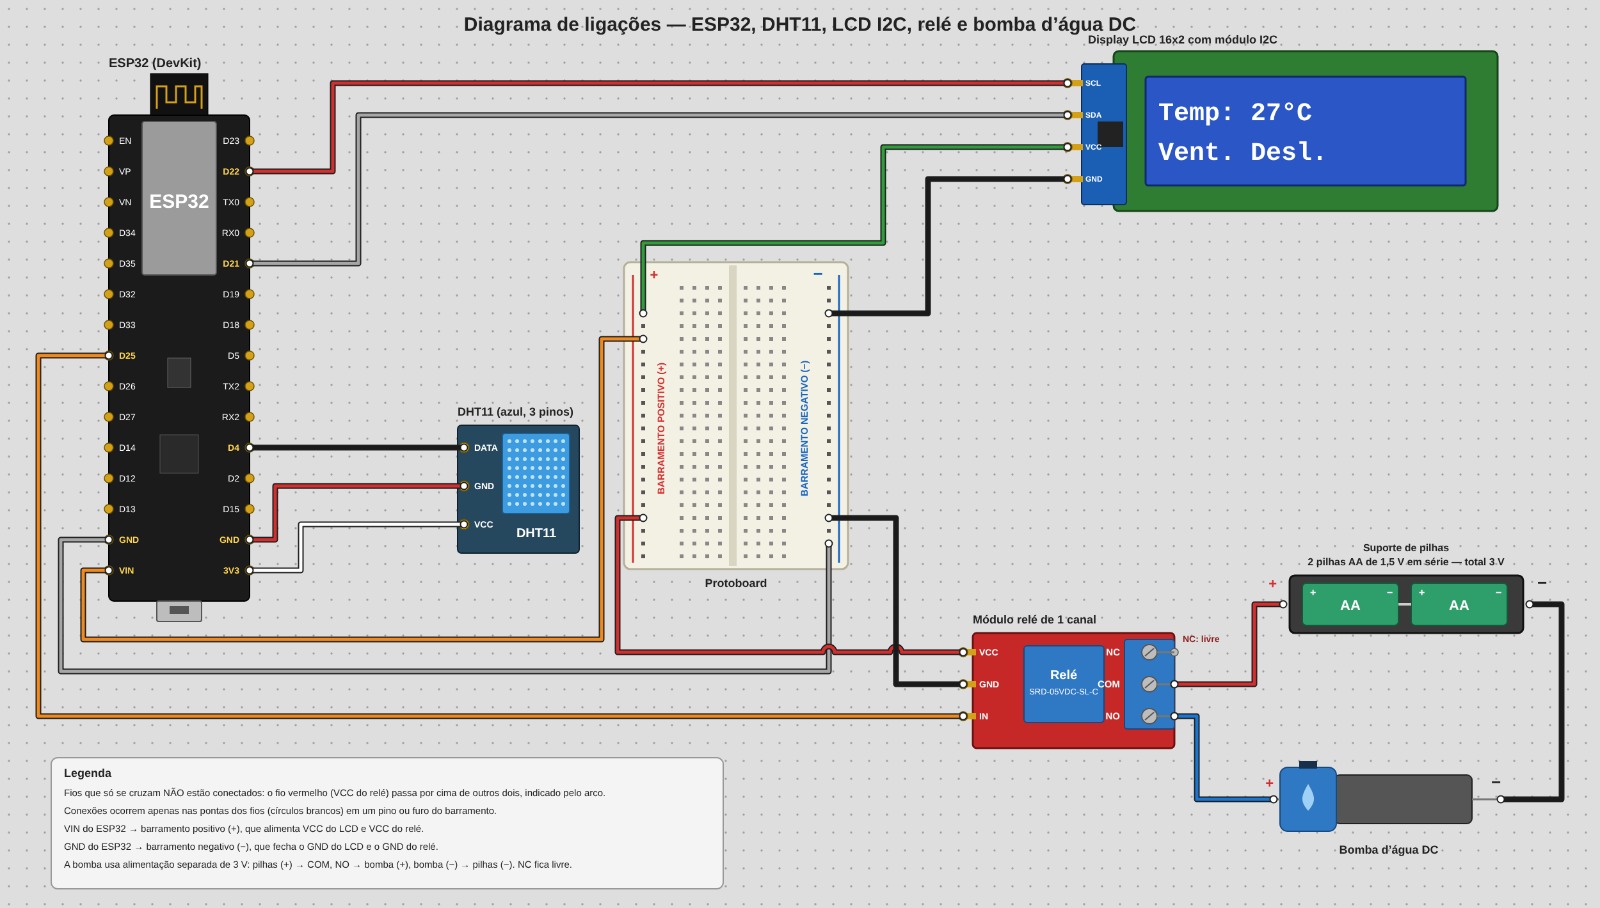 Diagrama de ligações — ESP32, DHT11, LCD I2C, relé e bomba d’água DC
Display LCD 16x2 com módulo I2C
SCL
SDA
VCC
GND
Temp: 27°C
Vent. Desl.
ESP32 (DevKit)
ESP32
EN
VP
VN
D34
D35
D32
D33
D25
D26
D27
D14
D12
D13
GND
VIN
D23
D22
TX0
RX0
D21
D19
D18
D5
TX2
RX2
D4
D2
D15
GND
3V3
DHT11 (azul, 3 pinos)
DATA
GND
VCC
DHT11
+
−
BARRAMENTO POSITIVO (+)
BARRAMENTO NEGATIVO (−)
Protoboard
Módulo relé de 1 canal
VCC
GND
IN
Relé
SRD-05VDC-SL-C
NC
COM
NO
NC: livre
Suporte de pilhas
2 pilhas AA de 1,5 V em série — total 3 V
+
−
+ AA −
+ AA −
+
−
Bomba d’água DC
Legenda
Fios que só se cruzam NÃO estão conectados: o fio vermelho (VCC do relé) passa por cima de outros dois, indicado pelo arco.
Conexões ocorrem apenas nas pontas dos fios (círculos brancos) em um pino ou furo do barramento.
VIN do ESP32 → barramento positivo (+), que alimenta VCC do LCD e VCC do relé.
GND do ESP32 → barramento negativo (−), que fecha o GND do LCD e o GND do relé.
A bomba usa alimentação separada de 3 V: pilhas (+) → COM, NO → bomba (+), bomba (−) → pilhas (−). NC fica livre.